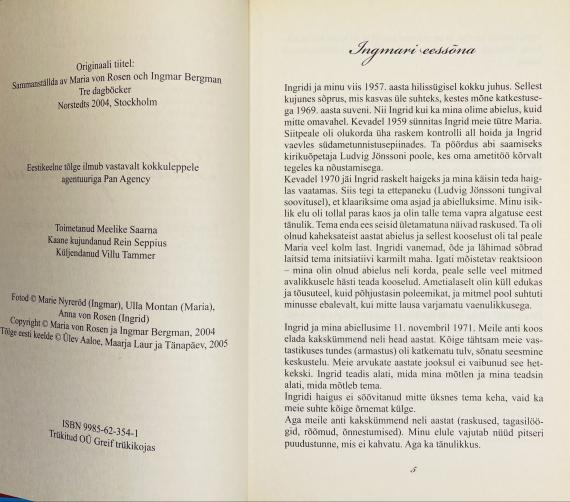 Originaali tiitel:
Sammanställda av Maria von Rosen och Ingmar Bergman
Tre dagböcker
Norstedts 2004, Stockholm
Eestikeelne tõlge ilmub vastavalt kokkuleppele
agentuuriga Pan Agency
Toimetanud Meelike Saarna
Kaane kujundanud Rein Seppius
Küljendanud Villu Tammer
Fotod © Marie Nyreröd (Ingmar), Ulla Montan (Maria),
Anna von Rosen (Ingrid)
Copyright © Maria von Rosen ja Ingmar Bergman, 2004
Tõlge eesti keelde © Ülev Aaloe, Maarja Laur ja Tänapäev, 2005
ISBN 9985-62-354-1
Trükitud OÜ Greif trükikojas
Ingmari eessõna
Ingridi ja minu viis 1957. aasta hilissügisel kokku juhus. Sellest
kujunes sõprus, mis kasvas üle suhteks, kestes mõne katkestuse-
ga 1969. aasta suveni. Nii Ingrid kui ka mina olime abielus, kuid
mitte omavahel. Kevadel 1959 sünnitas Ingrid meie tütre Maria.
Siitpeale oli olukorda üha raskem kontrolli all hoida ja Ingrid
vaevles südametunnistusepiinades. Ta pöördus abi saamiseks
kirikuõpetaja Ludvig Jönssoni poole, kes oma ametitöö kõrvalt
tegeles ka nõustamisega.
Kevadel 1970 jäi Ingrid raskelt haigeks ja mina käisin teda haig-
las vaatamas. Siis tegi ta ettepaneku (Ludvig Jönssoni tungival
soovitusel), et klaariksime oma asjad ja abielluksime. Minu isik-
lik elu oli tollal paras kaos ja olin talle tema vapra algatuse eest
tänulik. Tema enda ees seisid ületamatuna näivad raskused. Ta oli
olnud kaheksateist aastat abielus ja sellest kooselust oli tal peale
Maria veel kolm last. Ingridi vanemad, õde ja lähimad sõbrad
laitsid tema initsiatiivi karmilt maha. Igati mõistetav reaktsioon
– mina olin olnud abielus neli korda, peale selle veel mitmed
avalikkusele hästi teada kooselud. Ametialaselt olin küll edukas
ja tõusuteel, kuid põhjustasin poleemikat, ja mitmel pool suhtuti
minusse ebalevalt, kui mitte lausa varjamatu vaenulikkusega.
Ingrid ja mina abiellusime 11. novembril 1971. Meile anti koos
elada kakskümmend neli head aastat. Kõige tähtsam meie vas-
tastikuses tundes (armastus) oli katkematu tulv, sõnatu seesmine
keskustelu. Meie arvukate aastate jooksul ei vaibunud see het-
kekski. Ingrid teadis alati, mida mina mõtlen ja mina teadsin
alati, mida mõtleb tema.
Ingridi haigus ei söövitanud mitte üksnes tema keha, vaid ka
meie suhte kõige õrnemat külge.
Aga meile anti kakskümmend neli aastat (raskused, tagasilöö-
gid, rõõmud, õnnestumised). Minu elule vajutab nüüd pitseri
puudustunne, mis ei kahvatu. Aga ka tänulikkus.
5